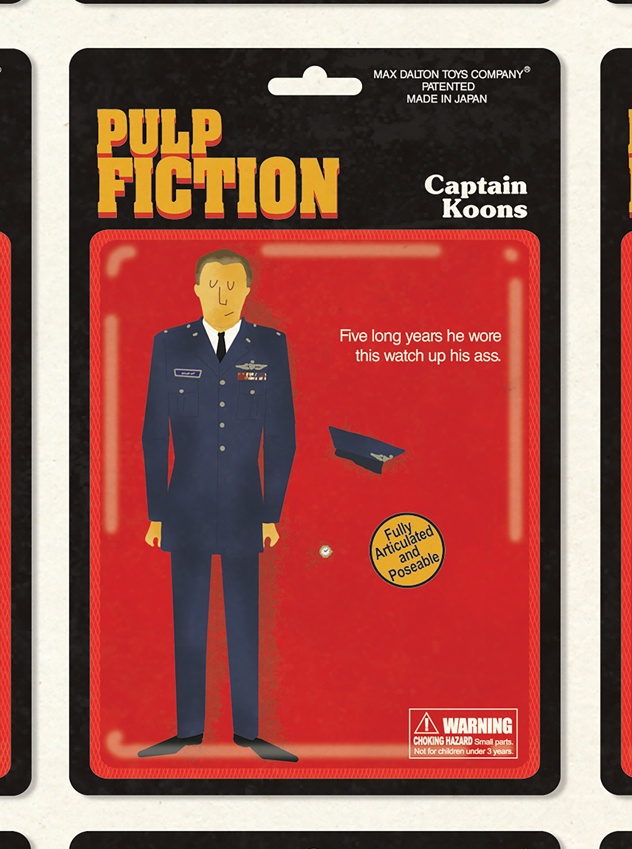 MAX DALTON TOYS COMPANY®
PATENTED
MADE IN JAPAN
PULP
FICTION
Captain
Koons
Five long years he wore
this watch up his ass.
Fully
Articulated
and
Poseable
WARNING
CHOKING HAZARD Small parts.
Not for children under 3 years.